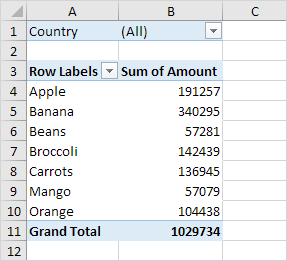 A B C
1 Country (All)
2
3 Row Labels Sum of Amount
4 Apple 191257
5 Banana 340295
6 Beans 57281
7 Broccoli 142439
8 Carrots 136945
9 Mango 57079
10 Orange 104438
11 Grand Total 1029734
12